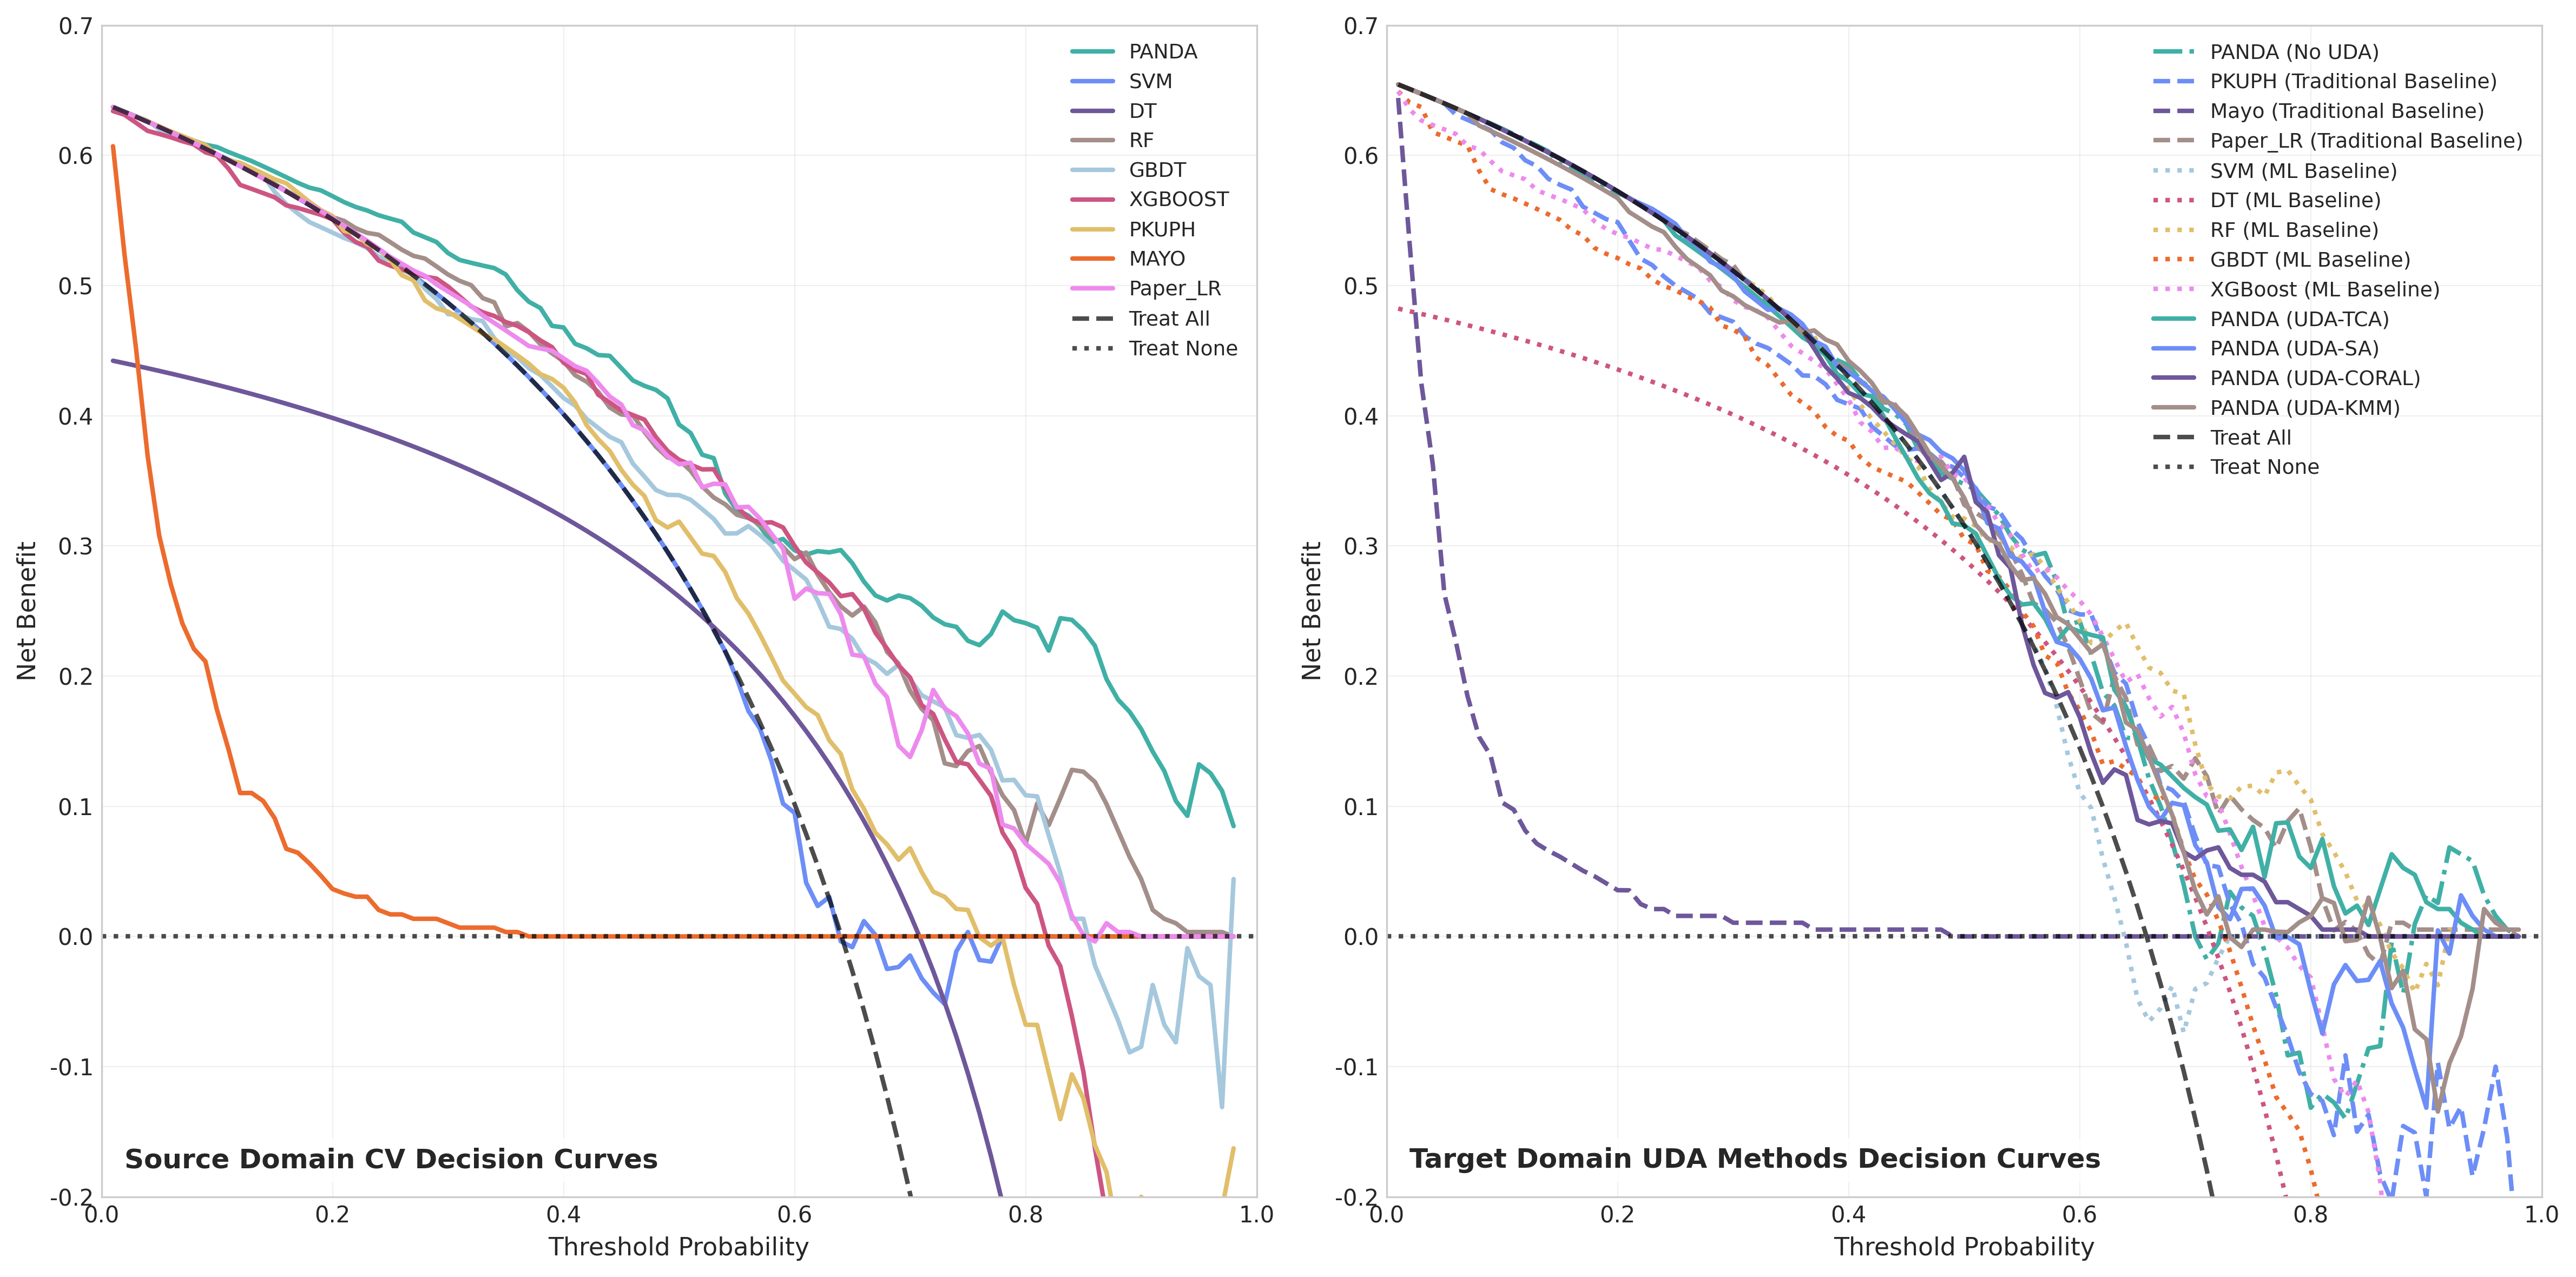 0.7
0.6
0.5
0.4
0.3
0.2
0.1
0.0
-0.1
-0.2
Net Benefit
PANDA
SVM
DT
RF
GBDT
XGBOOST
PKUPH
MAYO
Paper_LR
Treat All
Treat None
Source Domain CV Decision Curves
0.0 0.2 0.4 0.6 0.8 1.0
Threshold Probability
0.7
0.6
0.5
0.4
0.3
0.2
0.1
0.0
-0.1
-0.2
Net Benefit
PANDA (No UDA)
PKUPH (Traditional Baseline)
Mayo (Traditional Baseline)
Paper_LR (Traditional Baseline)
SVM (ML Baseline)
DT (ML Baseline)
RF (ML Baseline)
GBDT (ML Baseline)
XGBoost (ML Baseline)
PANDA (UDA-TCA)
PANDA (UDA-SA)
PANDA (UDA-CORAL)
PANDA (UDA-KMM)
Treat All
Treat None
Target Domain UDA Methods Decision Curves
0.0 0.2 0.4 0.6 0.8 1.0
Threshold Probability